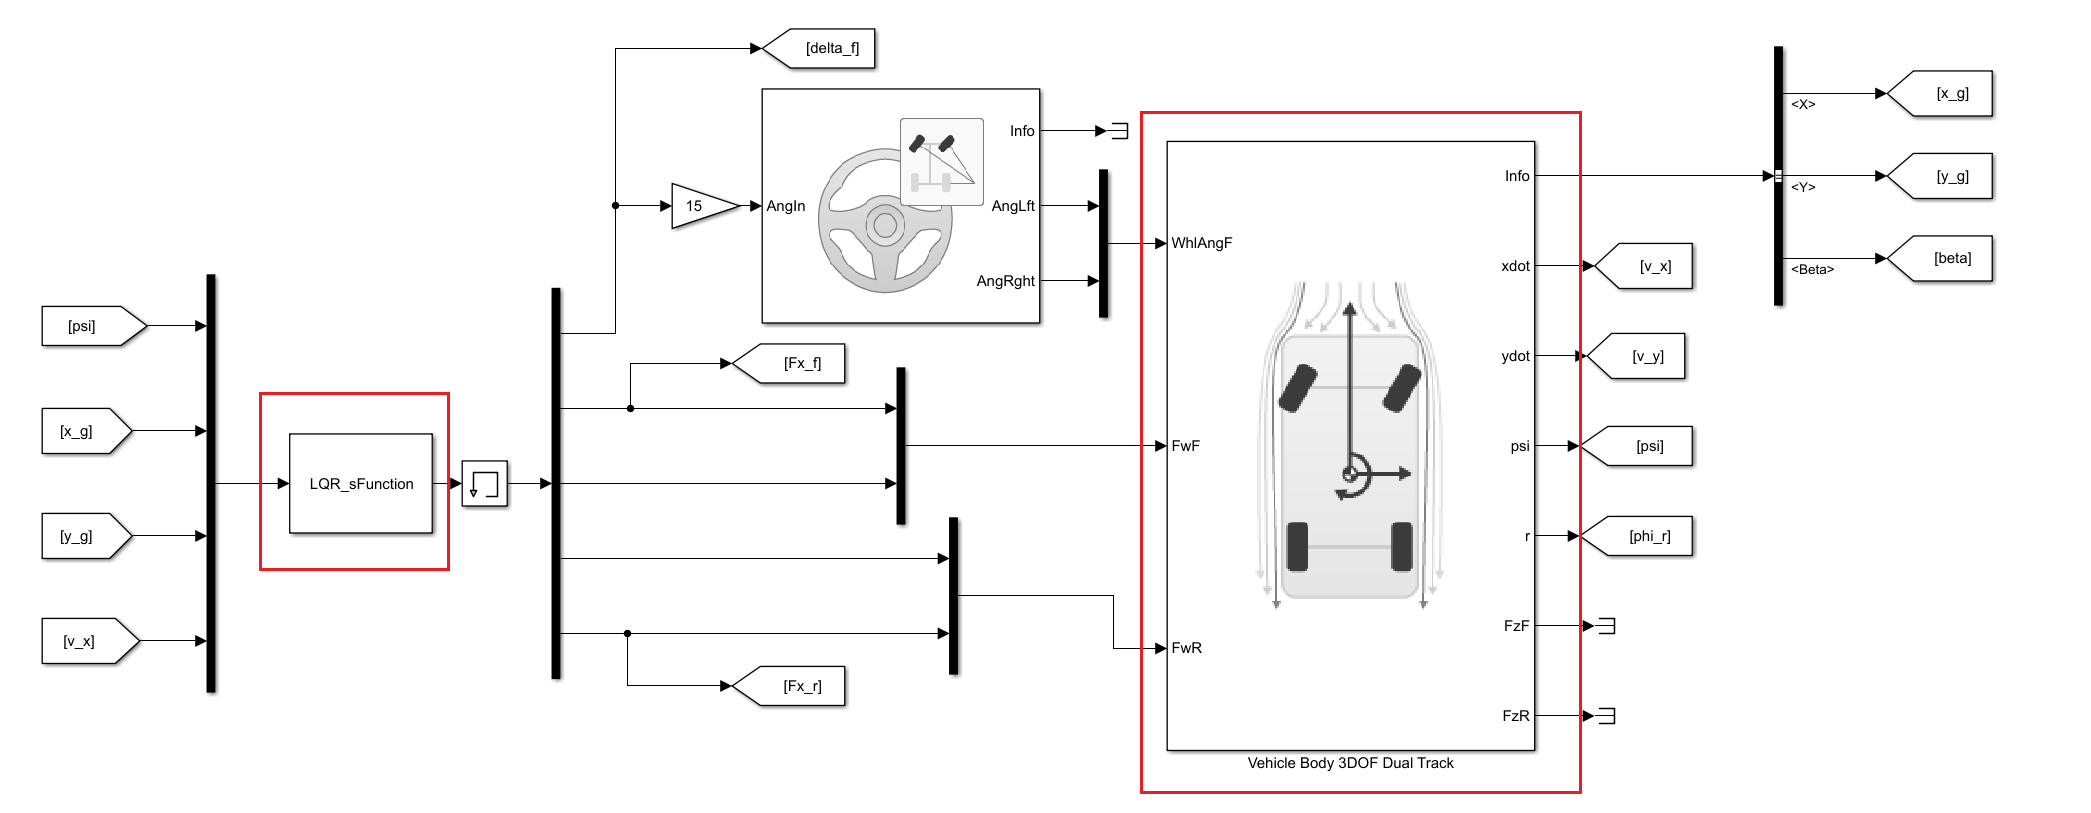 [psi]
[x_g]
[y_g]
[v_x]
LQR_sFunction
[delta_f]
15
AngIn
Info
AngLft
AngRght
[Fx_f]
[Fx_r]
WhlAngF
FwF
FwR
Info
xdot
ydot
psi
r
FzF
FzR
Vehicle Body 3DOF Dual Track
[v_x]
[v_y]
[psi]
[phi_r]
<X>
<Y>
<Beta>
[x_g]
[y_g]
[beta]